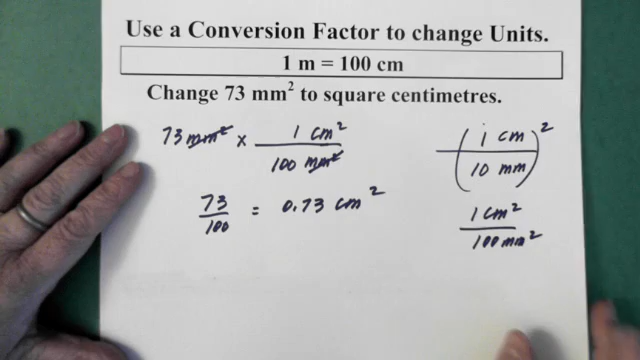 Use a Conversion Factor to change Units.
1 m = 100 cm
Change 73 mm² to square centimetres.
73 mm² x 1 cm² / 100 mm²
73 / 100 = 0.73 cm²
(1 cm / 10 mm)²
1 cm² / 100 mm²